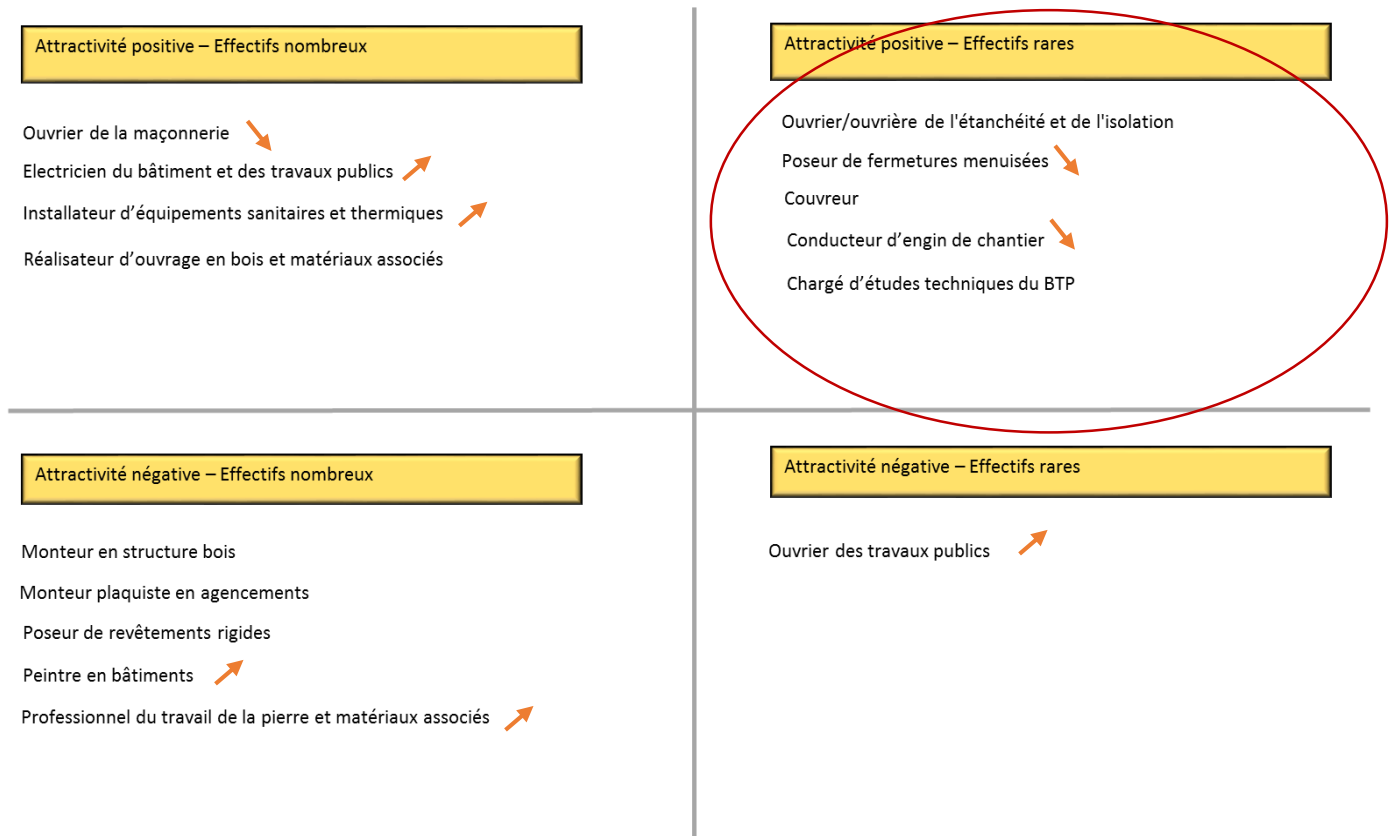 Attractivité positive – Effectifs nombreux
Ouvrier de la maçonnerie
Electricien du bâtiment et des travaux publics
Installateur d’équipements sanitaires et thermiques
Réalisateur d’ouvrage en bois et matériaux associés
Attractivité positive – Effectifs rares
Ouvrier/ouvrière de l'étanchéité et de l'isolation
Poseur de fermetures menuisées
Couvreur
Conducteur d’engin de chantier
Chargé d’études techniques du BTP
Attractivité négative – Effectifs nombreux
Monteur en structure bois
Monteur plaquiste en agencements
Poseur de revêtements rigides
Peintre en bâtiments
Professionnel du travail de la pierre et matériaux associés
Attractivité négative – Effectifs rares
Ouvrier des travaux publics